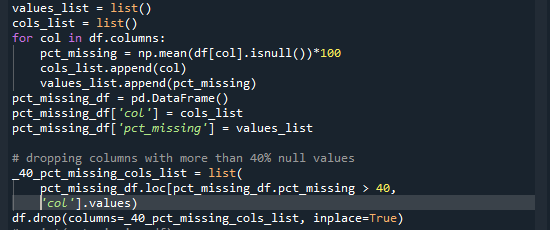 values_list = list()
cols_list = list()
for col in df.columns:
    pct_missing = np.mean(df[col].isnull())*100
    cols_list.append(col)
    values_list.append(pct_missing)
pct_missing_df = pd.DataFrame()
pct_missing_df['col'] = cols_list
pct_missing_df['pct_missing'] = values_list

# dropping columns with more than 40% null values
_40_pct_missing_cols_list = list(
    pct_missing_df.loc[pct_missing_df.pct_missing > 40,
    'col'].values)
df.drop(columns=_40_pct_missing_cols_list, inplace=True)